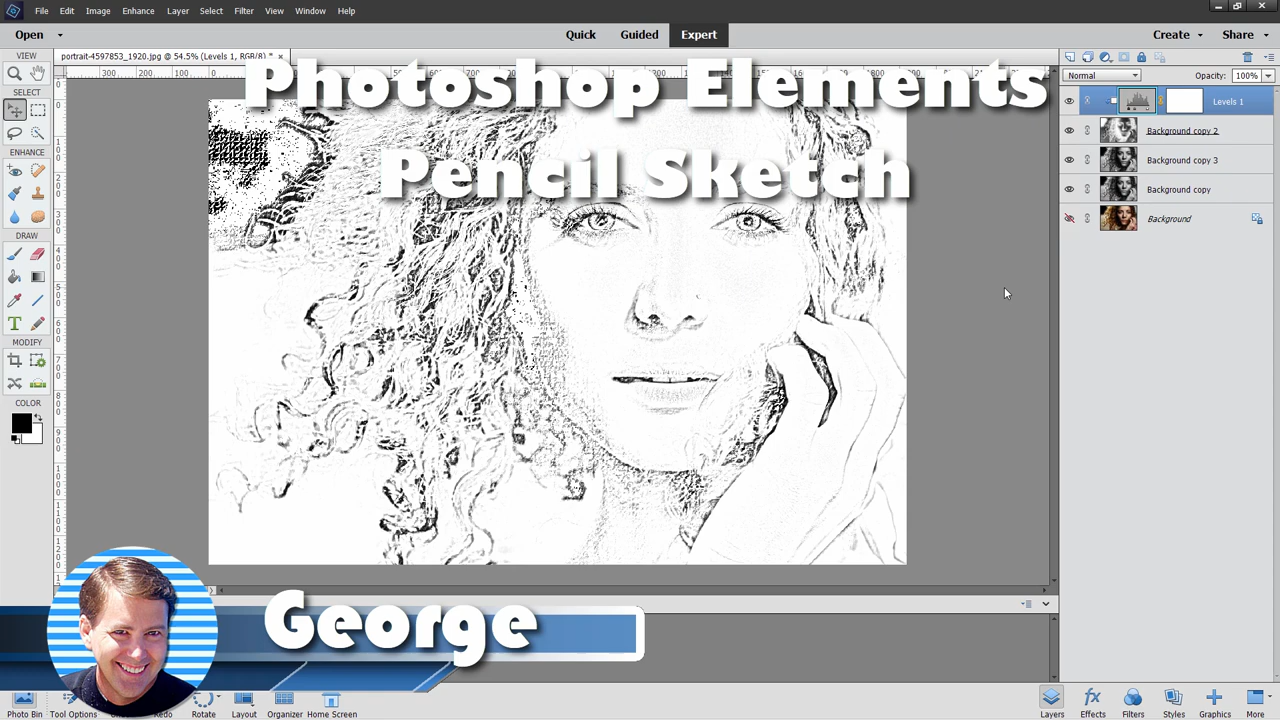 File Edit Image Enhance Layer Select Filter View Window Help
Open Quick Guided Expert Create Share
VIEW
portrait-4597853_1920.jpg @ 54.5% (Levels 1, RGB/8) *
Normal Opacity: 100%
SELECT
ENHANCE
DRAW
MODIFY
COLOR
Photoshop Elements
Pencil Sketch
Levels 1
Background copy 2
Background copy 3
Background copy
Background
George
Photo Bin Tool Options Redo Rotate Layout Organizer Home Screen Layers Effects Filters Styles Graphics More